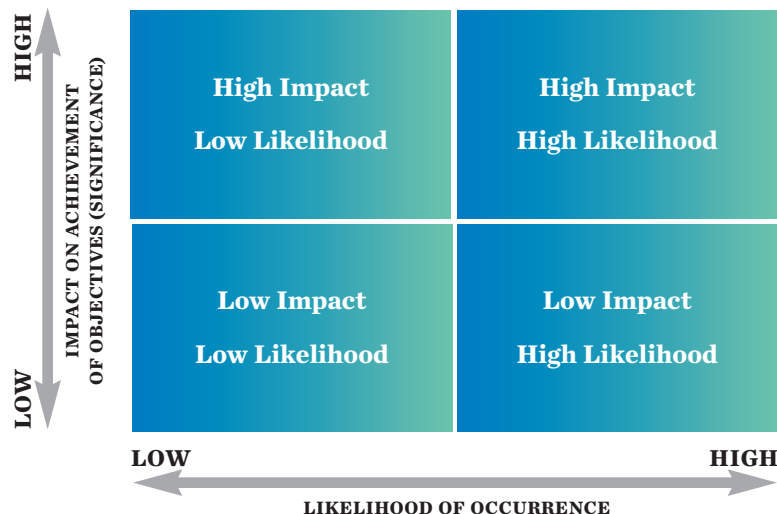 HIGH
IMPACT ON ACHIEVEMENT
OF OBJECTIVES (SIGNIFICANCE)
LOW
High Impact
Low Likelihood
High Impact
High Likelihood
Low Impact
Low Likelihood
Low Impact
High Likelihood
LOW
HIGH
LIKELIHOOD OF OCCURRENCE